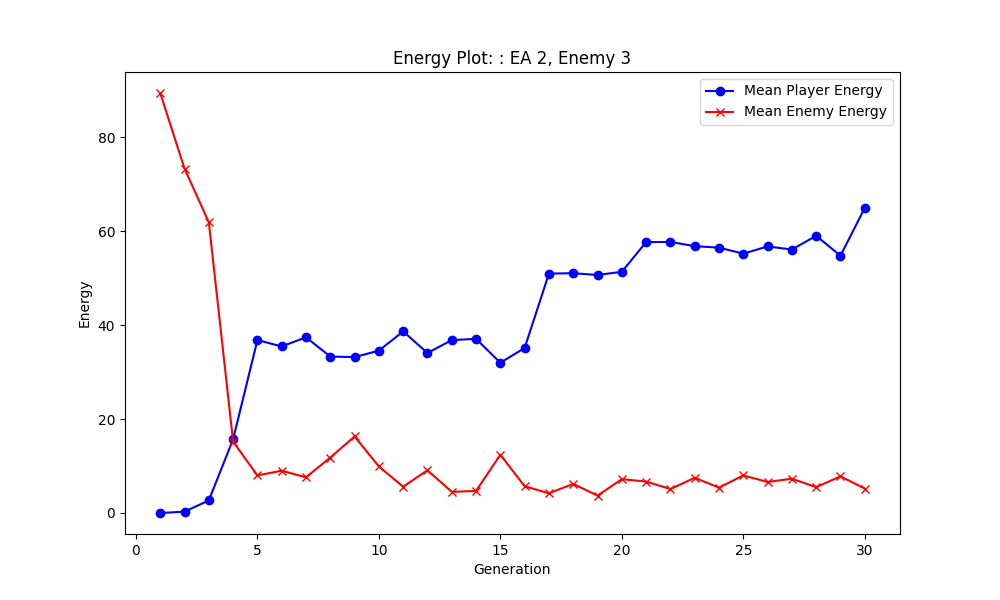 Energy Plot: : EA 2, Enemy 3
Mean Player Energy
Mean Enemy Energy
Energy
80
60
40
20
0
0 5 10 15 20 25 30
Generation